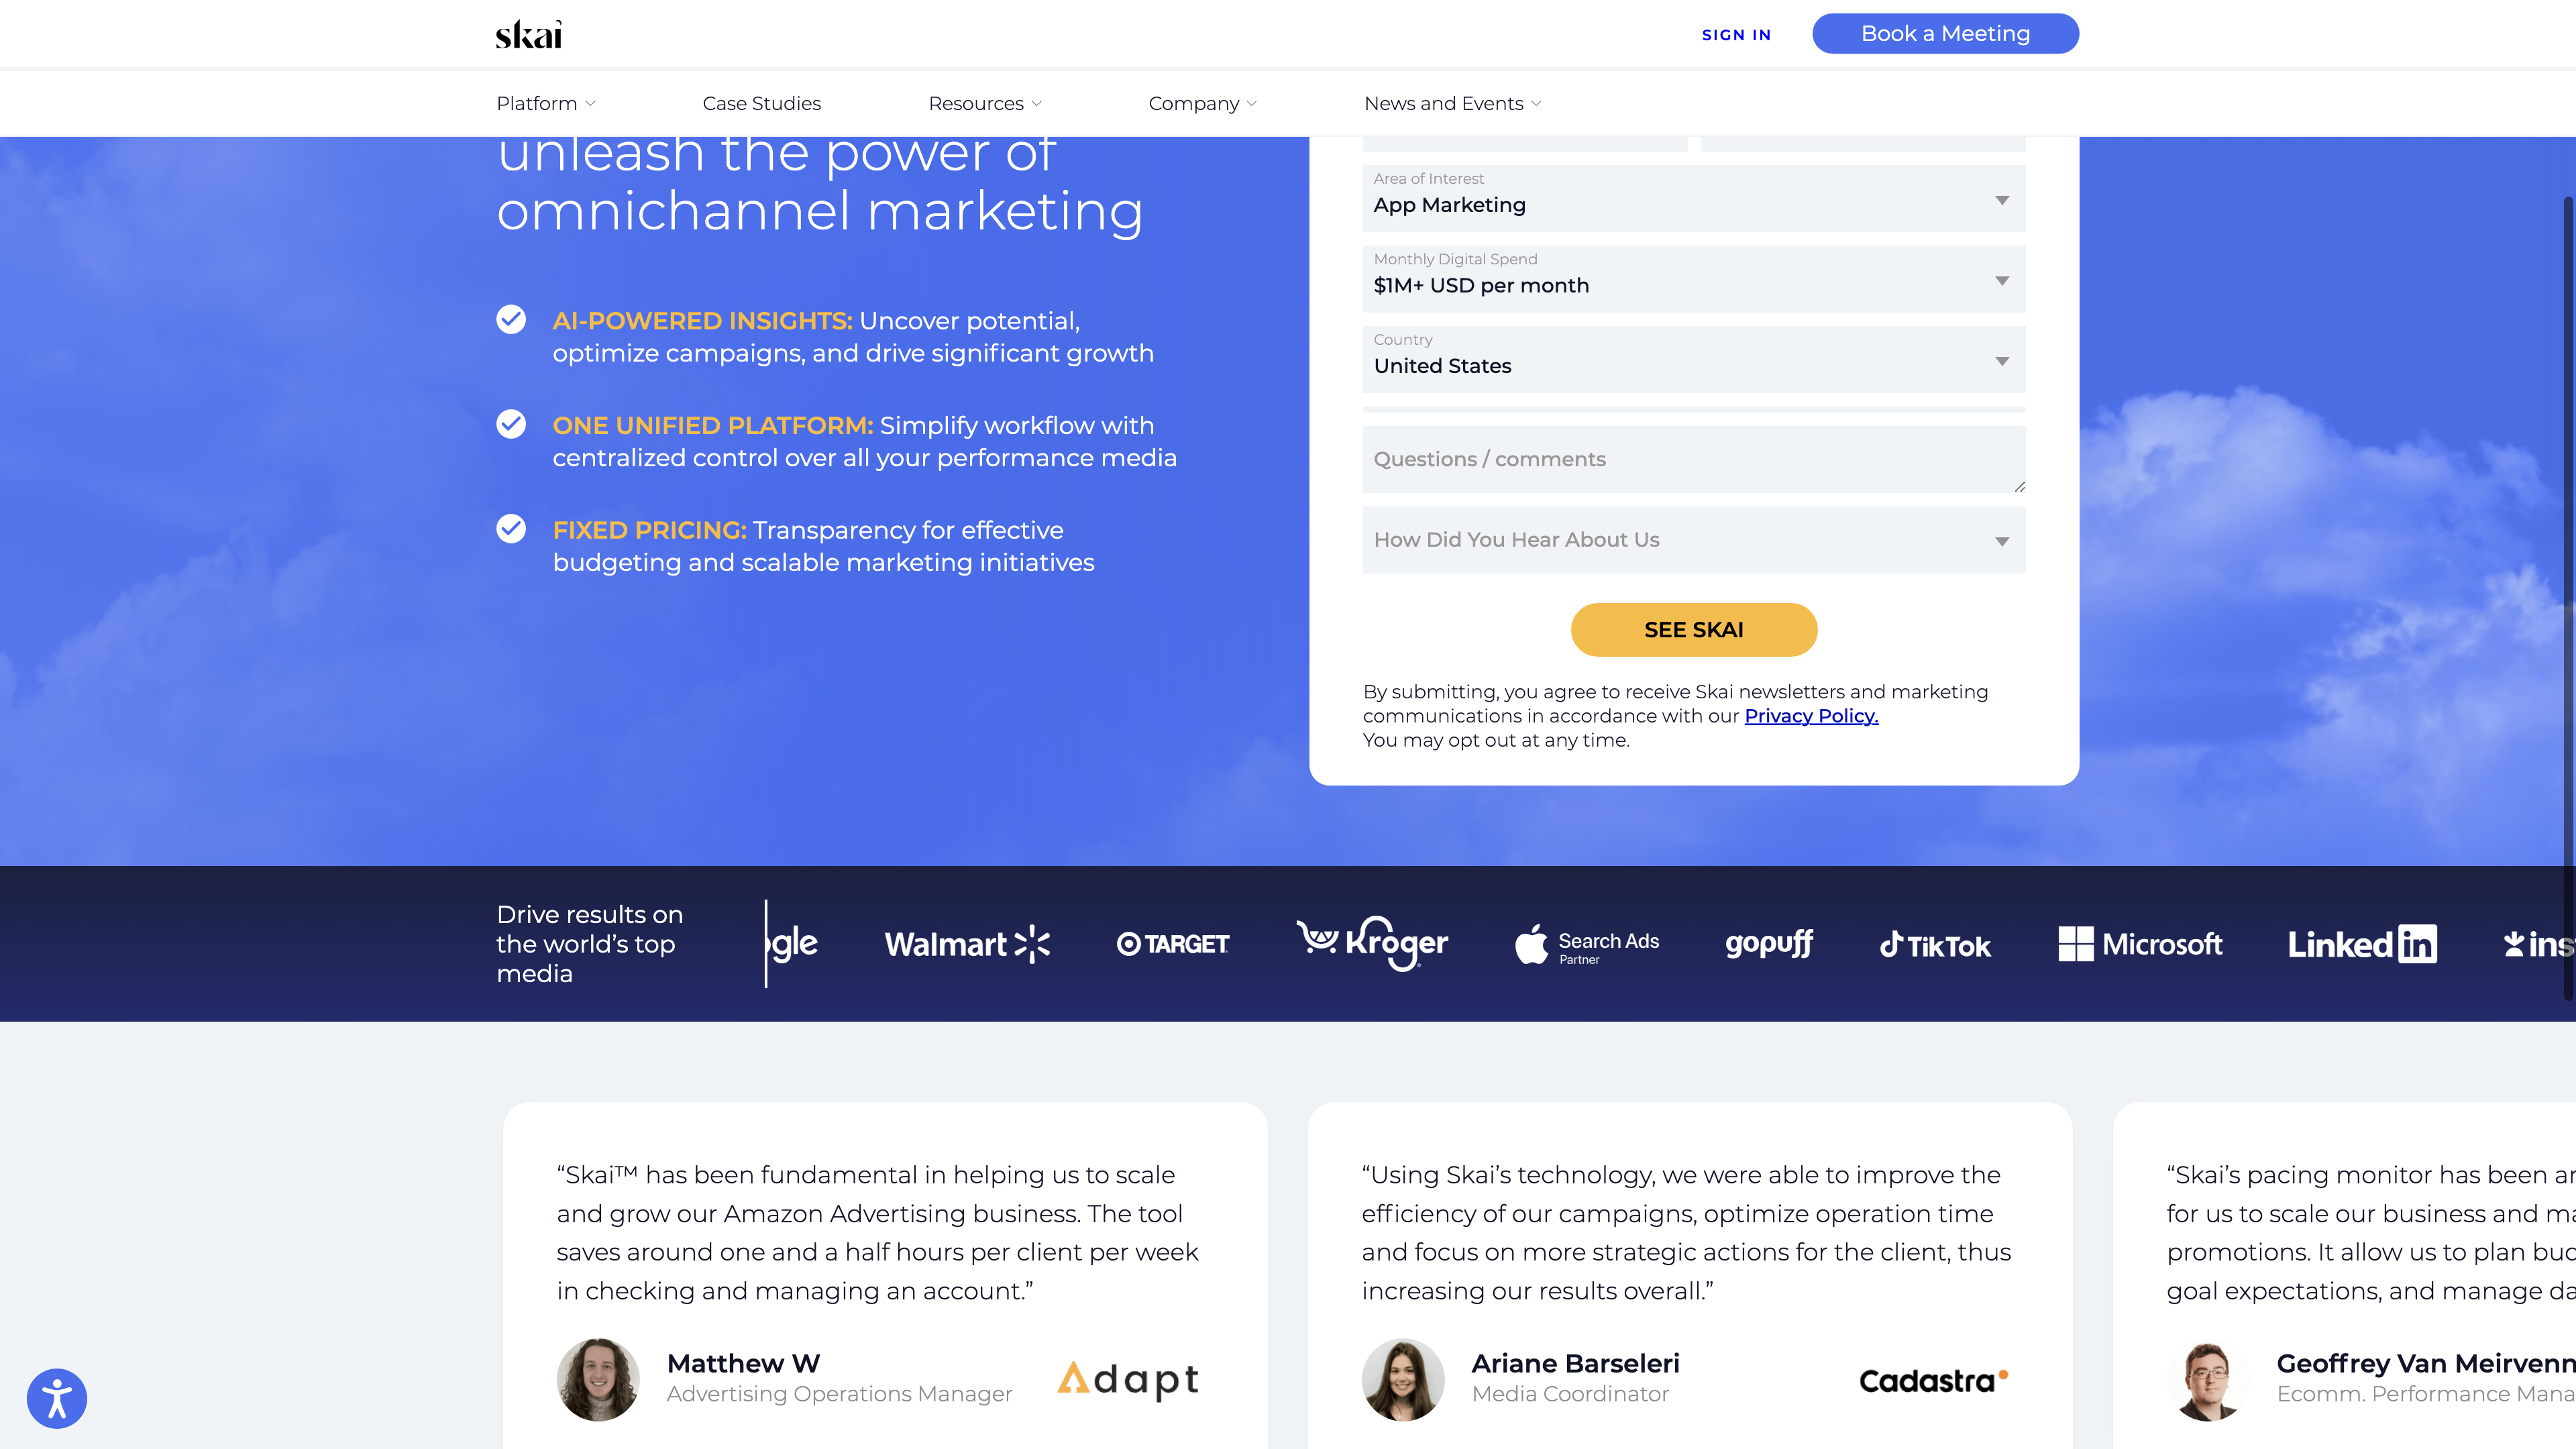 skai
SIGN IN
Book a Meeting
Platform
Case Studies
Resources
Company
News and Events
unleash the power of
omnichannel marketing
AI-POWERED INSIGHTS: Uncover potential,
optimize campaigns, and drive significant growth
ONE UNIFIED PLATFORM: Simplify workflow with
centralized control over all your performance media
FIXED PRICING: Transparency for effective
budgeting and scalable marketing initiatives
Area of Interest
App Marketing
Monthly Digital Spend
$1M+ USD per month
Country
United States
Questions / comments
How Did You Hear About Us
SEE SKAI
By submitting, you agree to receive Skai newsletters and marketing
communications in accordance with our Privacy Policy.
You may opt out at any time.
Drive results on
the world's top
media
gle
Walmart
TARGET
Kroger
Search Ads
Partner
gopuff
TikTok
Microsoft
Linked in
ins
“Skai™ has been fundamental in helping us to scale
and grow our Amazon Advertising business. The tool
saves around one and a half hours per client per week
in checking and managing an account.”
Matthew W
Advertising Operations Manager
Adapt
“Using Skai’s technology, we were able to improve the
efficiency of our campaigns, optimize operation time
and focus on more strategic actions for the client, thus
increasing our results overall.”
Ariane Barseleri
Media Coordinator
Cadastra
“Skai’s pacing monitor has been
for us to scale our business and
promotions. It allow us to plan
goal expectations, and manage
Geoffrey Van
Ecomm. Performance